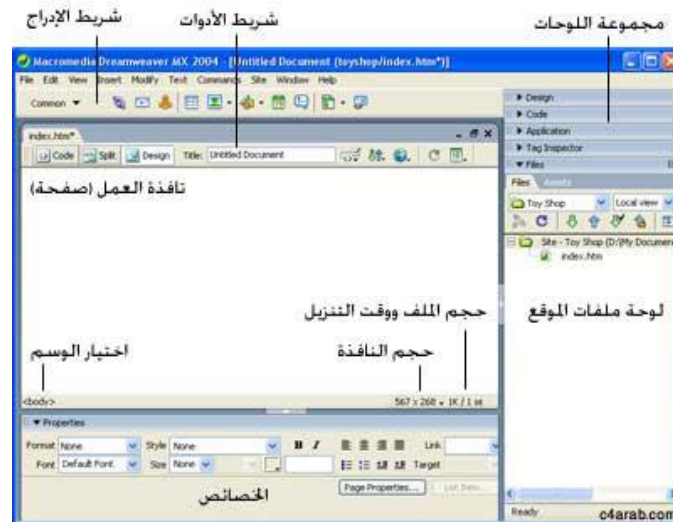 شريط الإدراج شريط الأدوات مجموعة اللوحات
Macromedia Dreamweaver MX 2004 - [Untitled Document (toyshop/index.htm*)]
File Edit View Insert Modify Text Commands Site Window Help
Common
Design
Code
Application
Tag Inspector
Files
index.htm*
Code Split Design Title: Untitled Document
Files Assets
Toy Shop Local view
نافذة العمل (صفحة)
Site - Toy Shop (D:\My Documen
index.htm
حجم الملف ووقت التنزيل
لوحة ملفات الموقع
اختيار الوسم حجم النافذة
<body> 567 x 268 1K / 1 se
Properties
Format None Style None B I Link
Font Default Font Size None Target
Page Properties...
الخصائص
Ready
c4arab.com